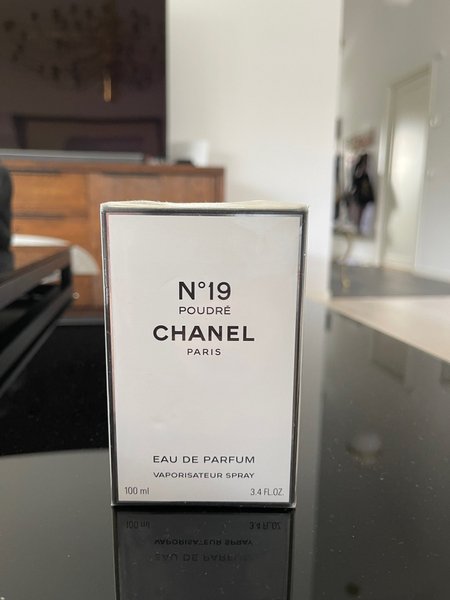 N°19
POUDRÉ
CHANEL
PARIS
EAU DE PARFUM
VAPORISATEUR SPRAY
100 ml 3.4 FL.OZ.